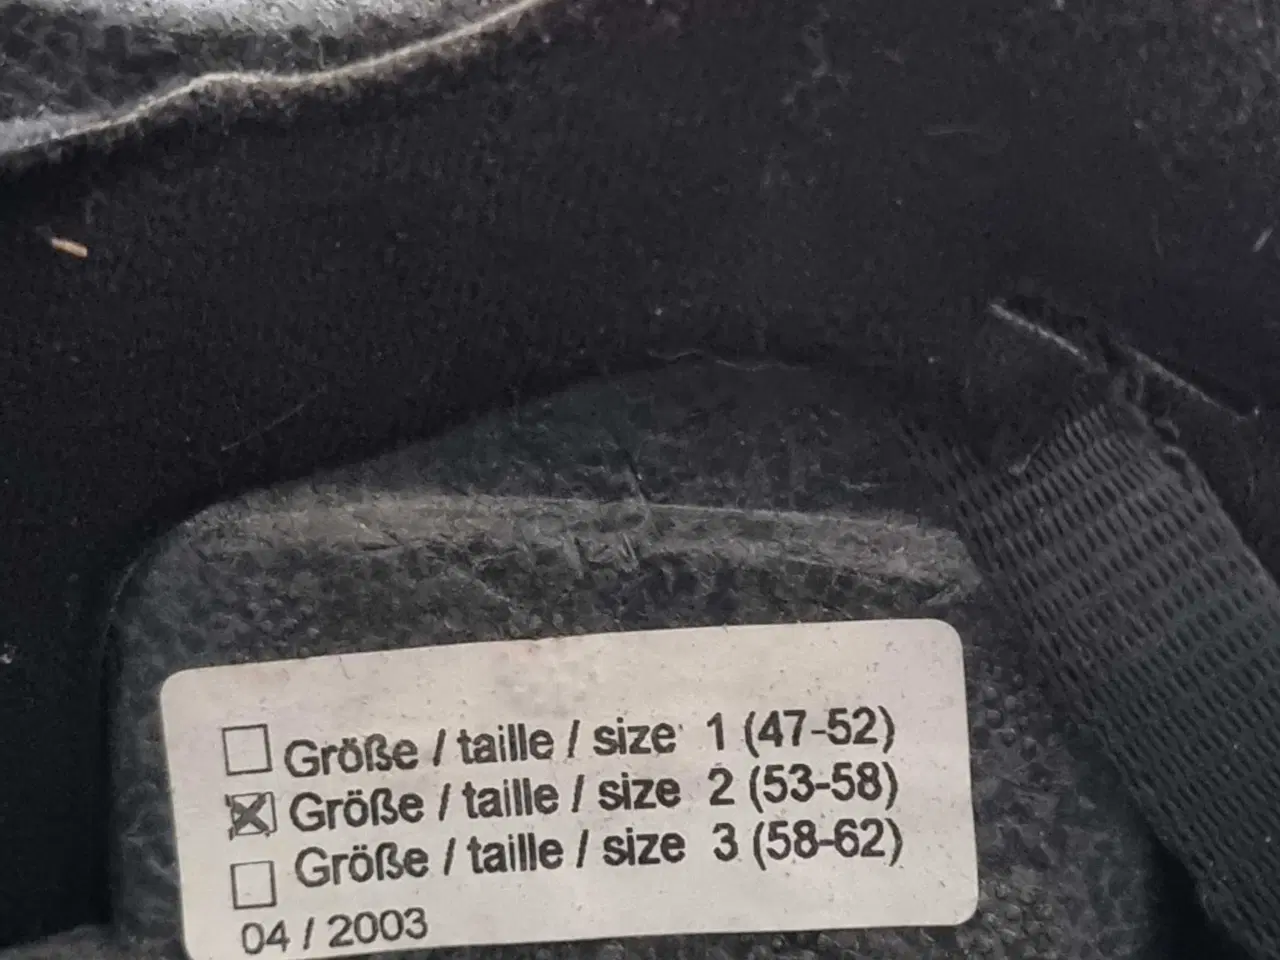 ☐ Größe / taille / size 1 (47-52)
☒ Größe / taille / size 2 (53-58)
☐ Größe / taille / size 3 (58-62)
04 / 2003